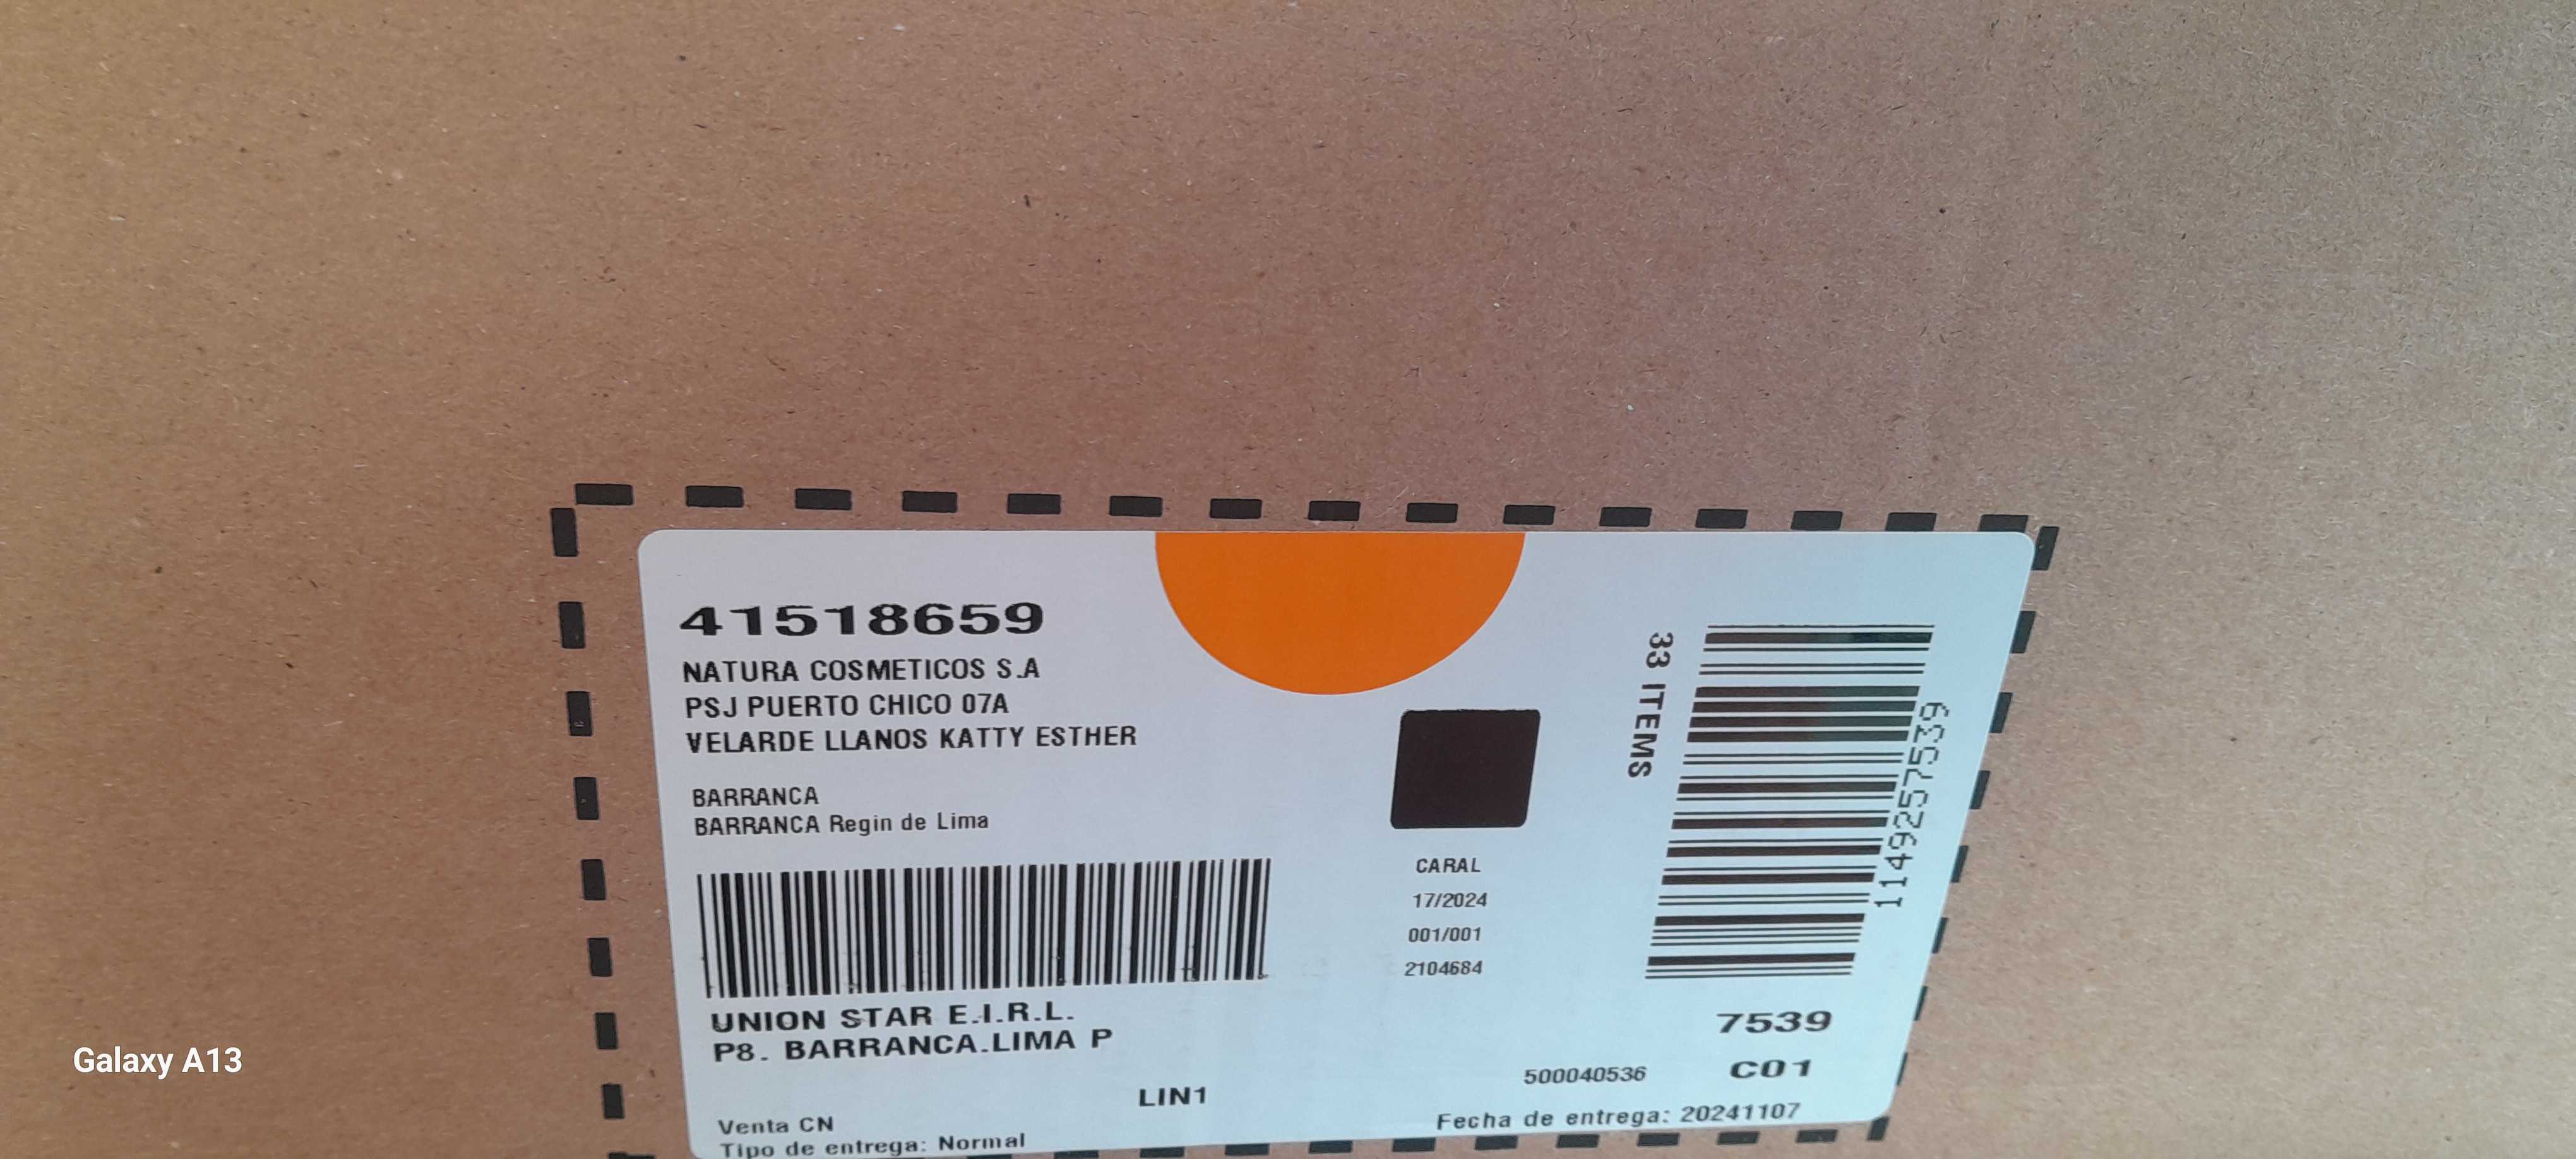 41518659
NATURA COSMETICOS S.A
PSJ PUERTO CHICO 07A
VELARDE LLANOS KATTY ESTHER
BARRANCA
BARRANCA Regin de Lima
UNION STAR E.I.R.L.
P8. BARRANCA.LIMA P
LIN1
Venta CN
Tipo de entrega: Normal
CARAL
17/2024
001/001
2104684
33 ITEMS
1149257539
7539
500040536
C01
Fecha de entrega: 20241107
Galaxy A13